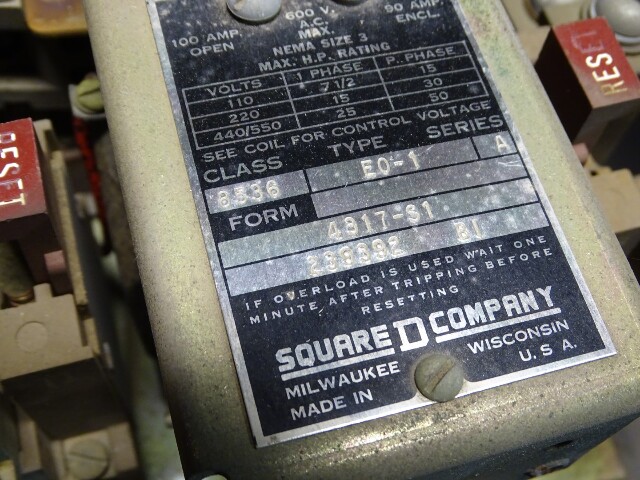 600 V.
A.C.
MAX.
100 AMP. OPEN
90 AMP. ENCL.
NEMA SIZE 3
MAX. H.P. RATING
VOLTS 1 PHASE P. PHASE
110 7 1/2 15
220 15 30
440/550 25 50
SEE COIL FOR CONTROL VOLTAGE
CLASS TYPE SERIES
8536 EO-1 A
FORM
4817-S1
IF OVERLOAD IS USED WAIT ONE
MINUTE AFTER TRIPPING BEFORE
RESETTING
SQUARE D COMPANY
MILWAUKEE WISCONSIN
MADE IN U.S.A.
RESET
RESET